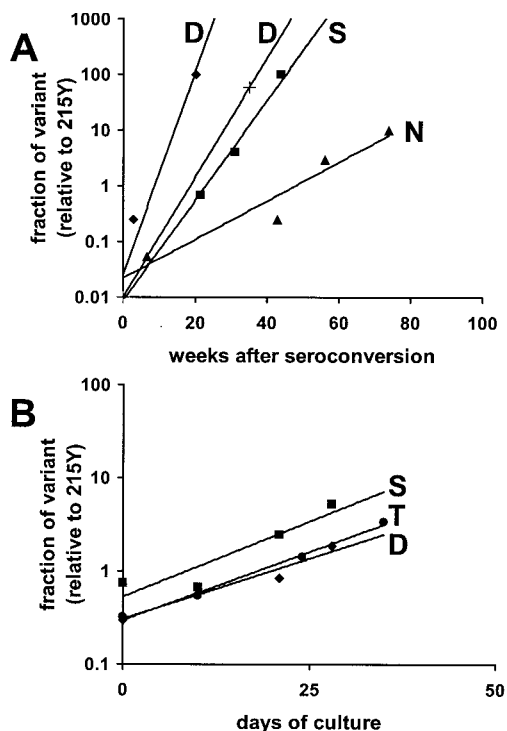 A
fraction of variant
(relative to 215Y)
1000
100
10
1
0.1
0.01
D
D
S
N
0
20
40
60
80
100
weeks after seroconversion
B
fraction of variant
(relative to 215Y)
100
10
1
0.1
S
T
D
0
25
50
days of culture